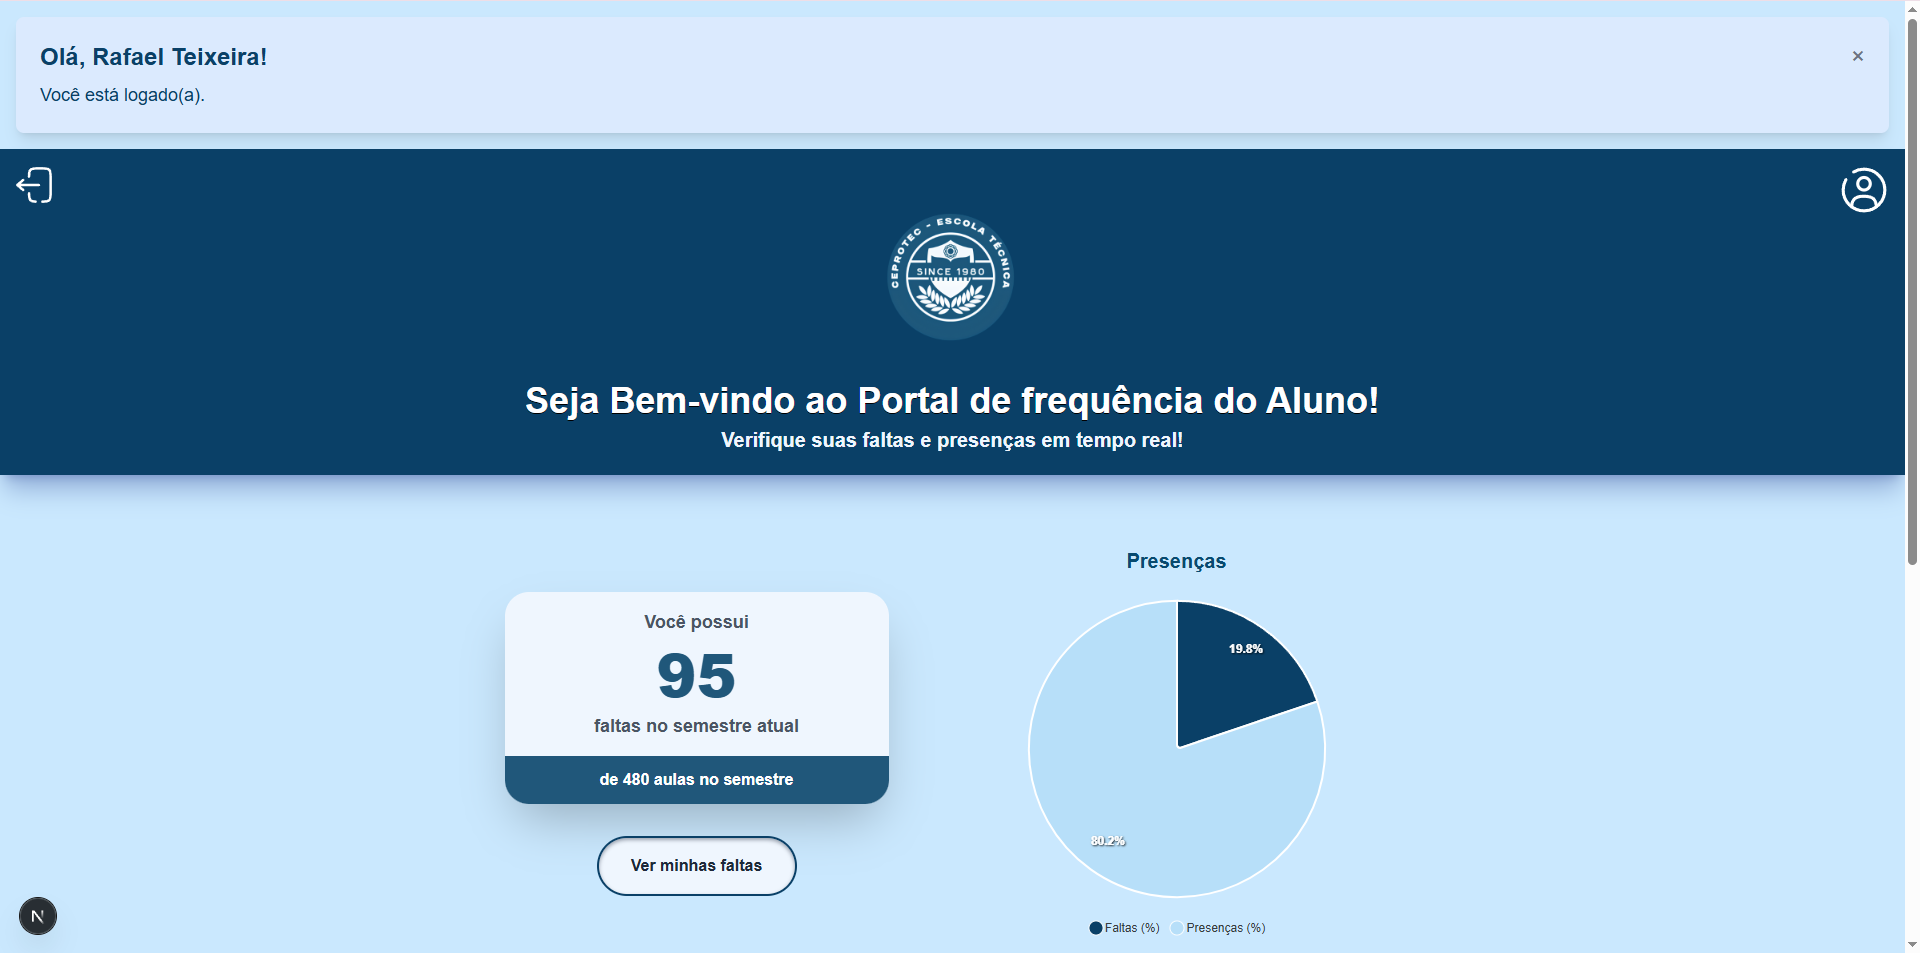 Olá, Rafael Teixeira!
×
Você está logado(a).
CEPROTEC - ESCOLA TÉCNICA
SINCE 1980
Seja Bem-vindo ao Portal de frequência do Aluno!
Verifique suas faltas e presenças em tempo real!
Você possui
95
faltas no semestre atual
de 480 aulas no semestre
Ver minhas faltas
Presenças
19.8%
80.2%
Faltas (%) Presenças (%)
N